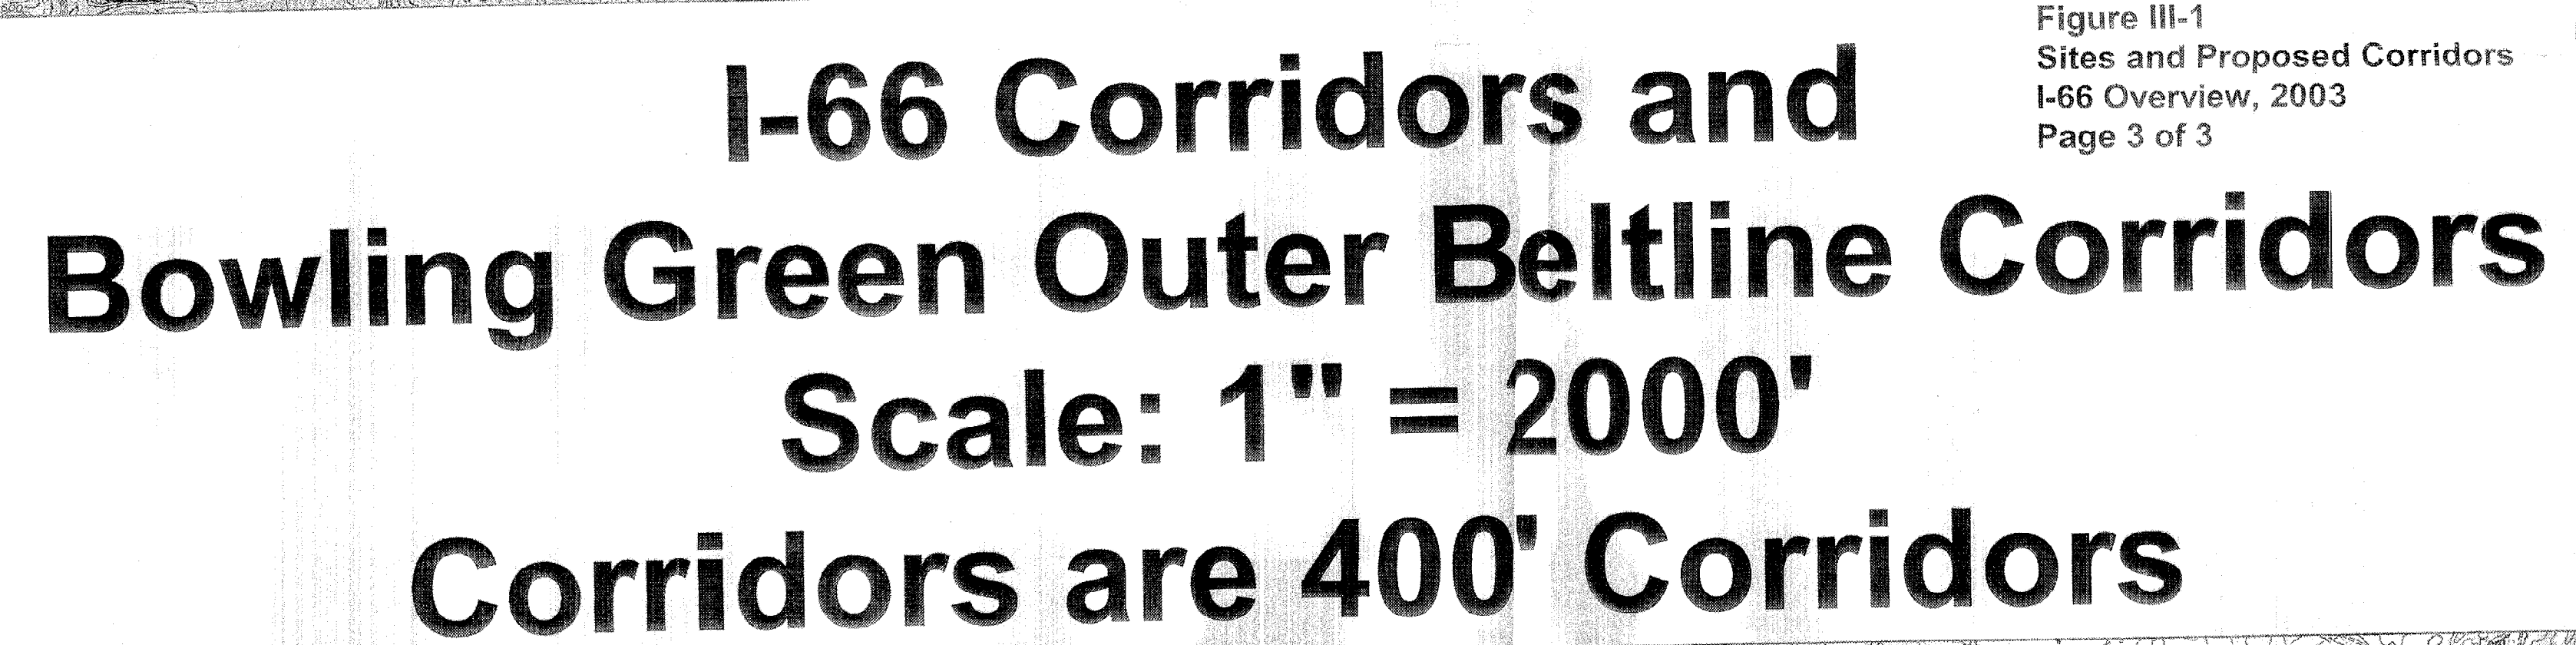 Figure III-1
Sites and Proposed Corridors
I-66 Overview, 2003
Page 3 of 3
I-66 Corridors and
Bowling Green Outer Beltline Corridors
Scale: 1" = 2000'
Corridors are 400' Corridors